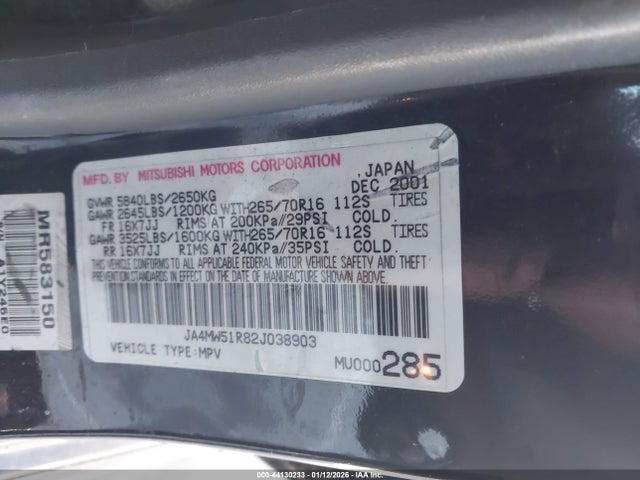 MFD. BY MITSUBISHI MOTORS CORPORATION , JAPAN
GVWR 5840LBS/2650KG DEC 2001
GAWR 2645LBS/1200KG WITH265/70R16 112S TIRES
FR 16X7JJ RIMS AT 200KPa//29PSI COLD.
GAWR 3525LBS/1600KG WITH265/70R16 112S TIRES
RR 16X7JJ RIMS AT 240KPa//35PSI COLD.
THIS VEHICLE CONFORMS TO ALL APPLICABLE FEDERAL MOTOR VEHICLE SAFETY AND THEFT
PREVENTION STANDARDS IN EFFECT ON THE DATE OF MANUFACTURE SHOWN ABOVE.
JA4MW51R82J038903
VEHICLE TYPE:MPV
MU000285
MR583150
000-44130233 - 01/12/2026 - IAAI.com